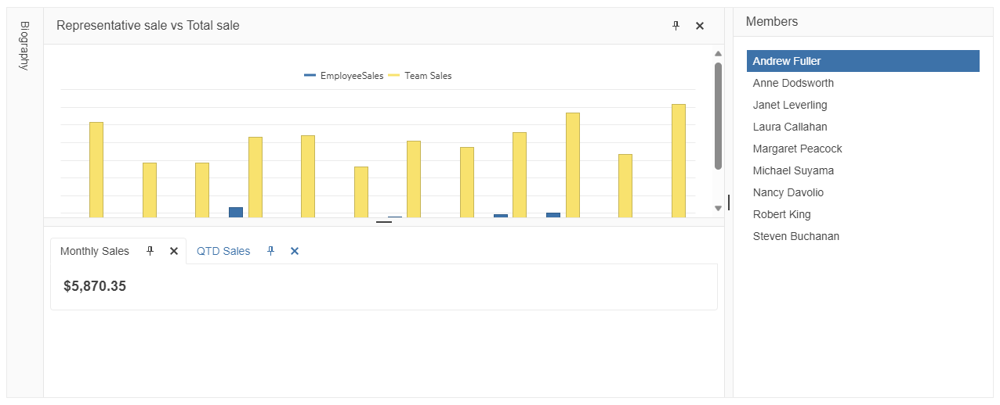 Biography
Representative sale vs Total sale
EmployeeSales Team Sales
Monthly Sales QTD Sales
$5,870.35
Members
Andrew Fuller
Anne Dodsworth
Janet Leverling
Laura Callahan
Margaret Peacock
Michael Suyama
Nancy Davolio
Robert King
Steven Buchanan